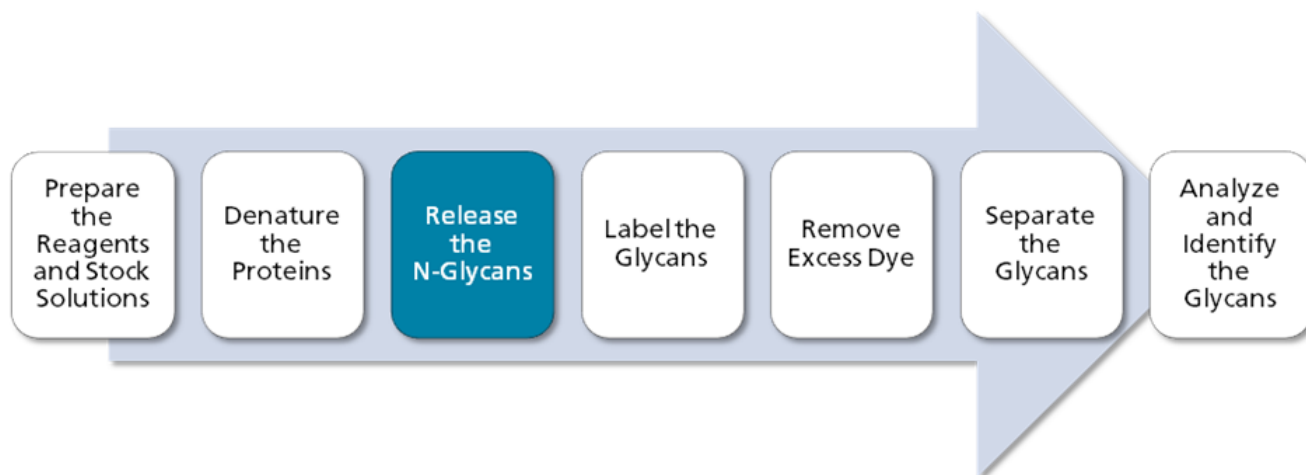 Prepare
the
Reagents
and Stock
Solutions
Denature
the
Proteins
Release
the
N-Glycans
Label the
Glycans
Remove
Excess Dye
Separate
the
Glycans
Analyze
and
Identify
the
Glycans